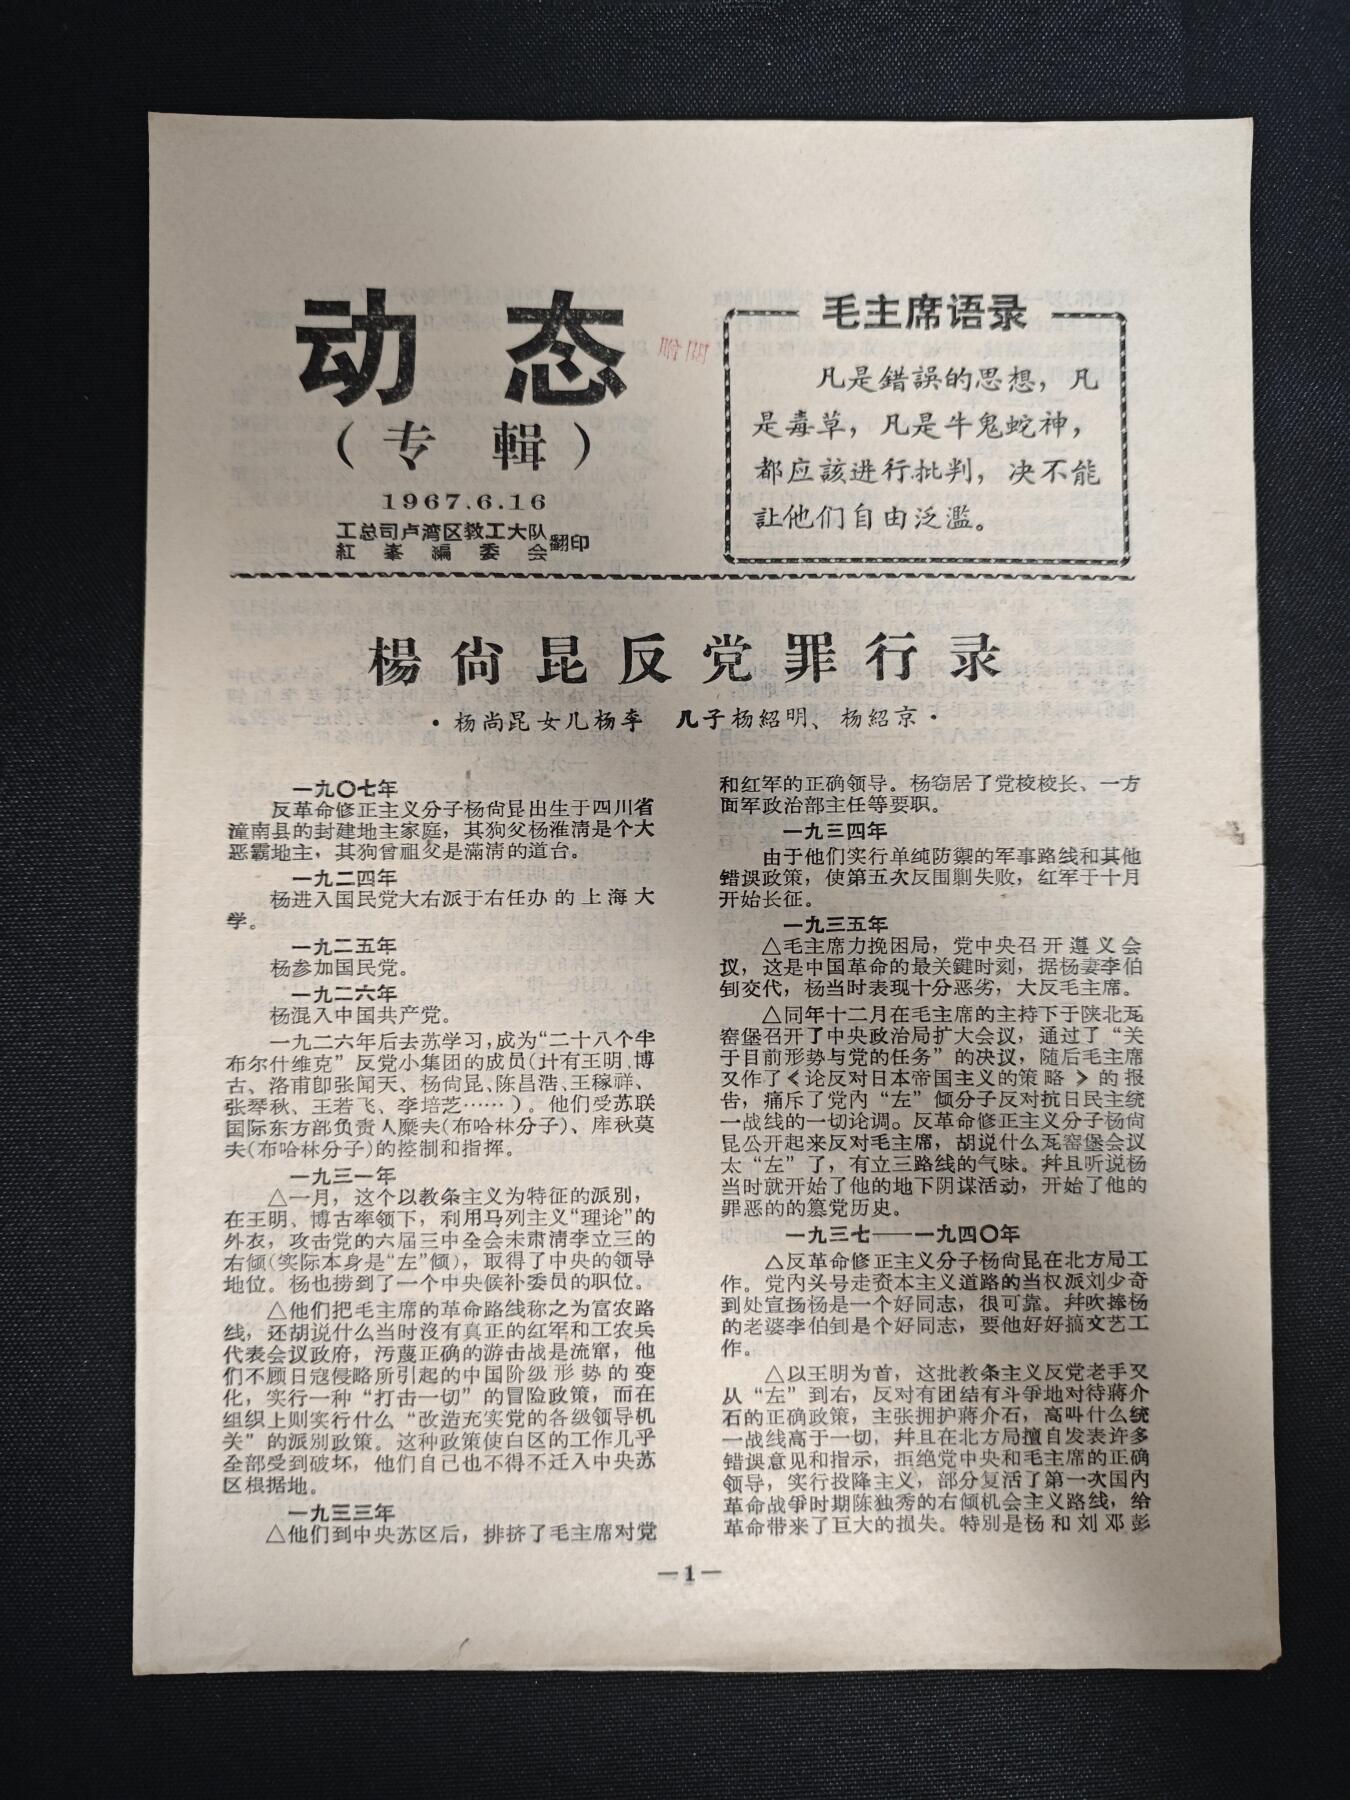 动态
贈閱
（专輯）
1967.6.16
工总司卢湾区教工大队
紅峯編委会
翻印
毛主席语录
凡是錯誤的思想，凡
是毒草，凡是牛鬼蛇神，
都应該进行批判，决不能
讓他们自由泛滥。
楊尙昆反党罪行录
·杨尚昆女儿杨李　儿子杨紹明、杨紹京·
一九〇七年
反革命修正主义分子杨尙昆出生于四川省
潼南县的封建地主家庭，其狗父杨淮淸是个大
恶霸地主，其狗曾祖父是滿淸的道台。
一九二四年
杨进入国民党大右派于右任办的上海大
学。
一九二五年
杨参加国民党。
一九二六年
杨混入中国共产党。
一九二六年后去苏学习，成为“二十八个半
布尔什维克”反党小集团的成员（计有王明、博
古、洛甫卽张闻天、杨尙昆、陈昌浩、王稼祥、
张琴秋、王若飞、李培芝……）。他们受苏联
国际东方部负责人糜夫（布哈林分子）、库秋莫
夫（布哈林分子）的控制和指挥。
一九三一年
△一月，这个以教条主义为特征的派别，
在王明、博古率领下，利用马列主义“理论”的
外衣，攻击党的六届三中全会未肃淸李立三的
右倾（实际本身是“左”倾），取得了中央的领导
地位。杨也捞到了一个中央候补委员的职位。
△他们把毛主席的革命路线称之为富农路
线，还胡说什么当时沒有真正的红军和工农兵
代表会议政府，污蔑正确的游击战是流窜，他
们不顾日寇侵略所引起的中国阶级形势的变
化，实行一种“打击一切”的冒险政策，而在
组织上则实行什么“改造充实党的各级领导机
关”的派别政策。这种政策使白区的工作几乎
全部受到破坏，他们自己也不得不迁入中央苏
区根据地。
一九三三年
△他们到中央苏区后，排挤了毛主席对党
和红军的正确领导。杨窃居了党校校长、一方
面军政治部主任等要职。
一九三四年
由于他们实行单纯防禦的军事路线和其他
错误政策，使第五次反围剿失败，红军于十月
开始长征。
一九三五年
△毛主席力挽困局，党中央召开遵义会
议，这是中国革命的最关鍵时刻，据杨妻李伯
到交代，杨当时表现十分恶劣，大反毛主席。
△同年十二月在毛主席的主持下于陕北瓦
窑堡召开了中央政治局扩大会议，通过了“关
于目前形势与党的任务”的决议，随后毛主席
又作了《论反对日本帝国主义的策略》的报
告，痛斥了党內“左”倾分子反对抗日民主统
一战线的一切论调。反革命修正主义分子杨尙
昆公开起来反对毛主席，胡说什么瓦窑堡会议
太“左”了，有立三路线的气味。幷且听说杨
当时就开始了他的地下阴谋活动，开始了他的
罪恶的的篡党历史。
一九三七——一九四〇年
△反革命修正主义分子杨尙昆在北方局工
作。党內头号走资本主义道路的当权派刘少奇
到处宣扬杨是一个好同志，很可靠。幷吹捧杨
的老婆李伯到是个好同志，要他好好搞文艺工
作。
△以王明为首，这批教条主义反党老手又
从“左”到右，反对有团结有斗爭地对待蔣介
石的正确政策，主张拥护蔣介石，高叫什么统
一战线高于一切，幷且在北方局擅自发表许多
错误意见和指示，拒绝党中央和毛主席的正确
领导，实行投降主义，部分复活了第一次国內
革命战爭时期陈独秀的右倾机会主义路线，给
革命带来了巨大的损失。特别是杨和刘邓彭
—1—